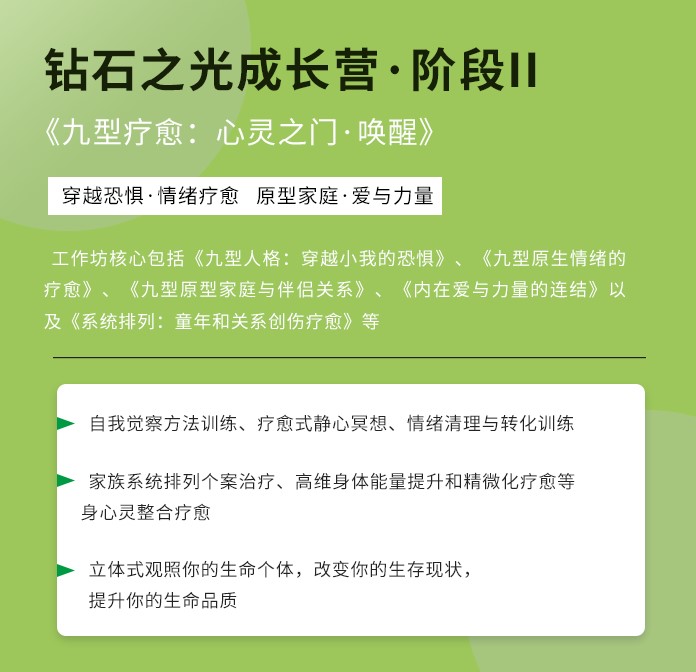 钻石之光成长营·阶段II
《九型疗愈：心灵之门·唤醒》
穿越恐惧·情绪疗愈 原型家庭·爱与力量
工作坊核心包括《九型人格：穿越小我的恐惧》、《九型原生情绪的
疗愈》、《九型原型家庭与伴侣关系》、《内在爱与力量的连结》以
及《系统排列：童年和关系创伤疗愈》等
自我觉察方法训练、疗愈式静心冥想、情绪清理与转化训练
家族系统排列个案治疗、高维身体能量提升和精微化疗愈等
身心灵整合疗愈
立体式观照你的生命个体，改变你的生存现状，
提升你的生命品质